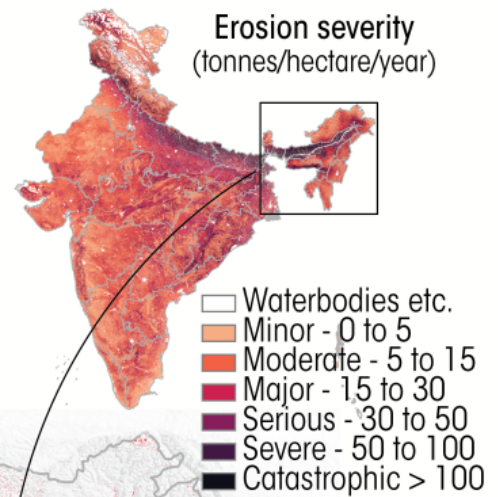 Erosion severity
(tonnes/hectare/year)
Waterbodies etc.
Minor - 0 to 5
Moderate - 5 to 15
Major - 15 to 30
Serious - 30 to 50
Severe - 50 to 100
Catastrophic > 100